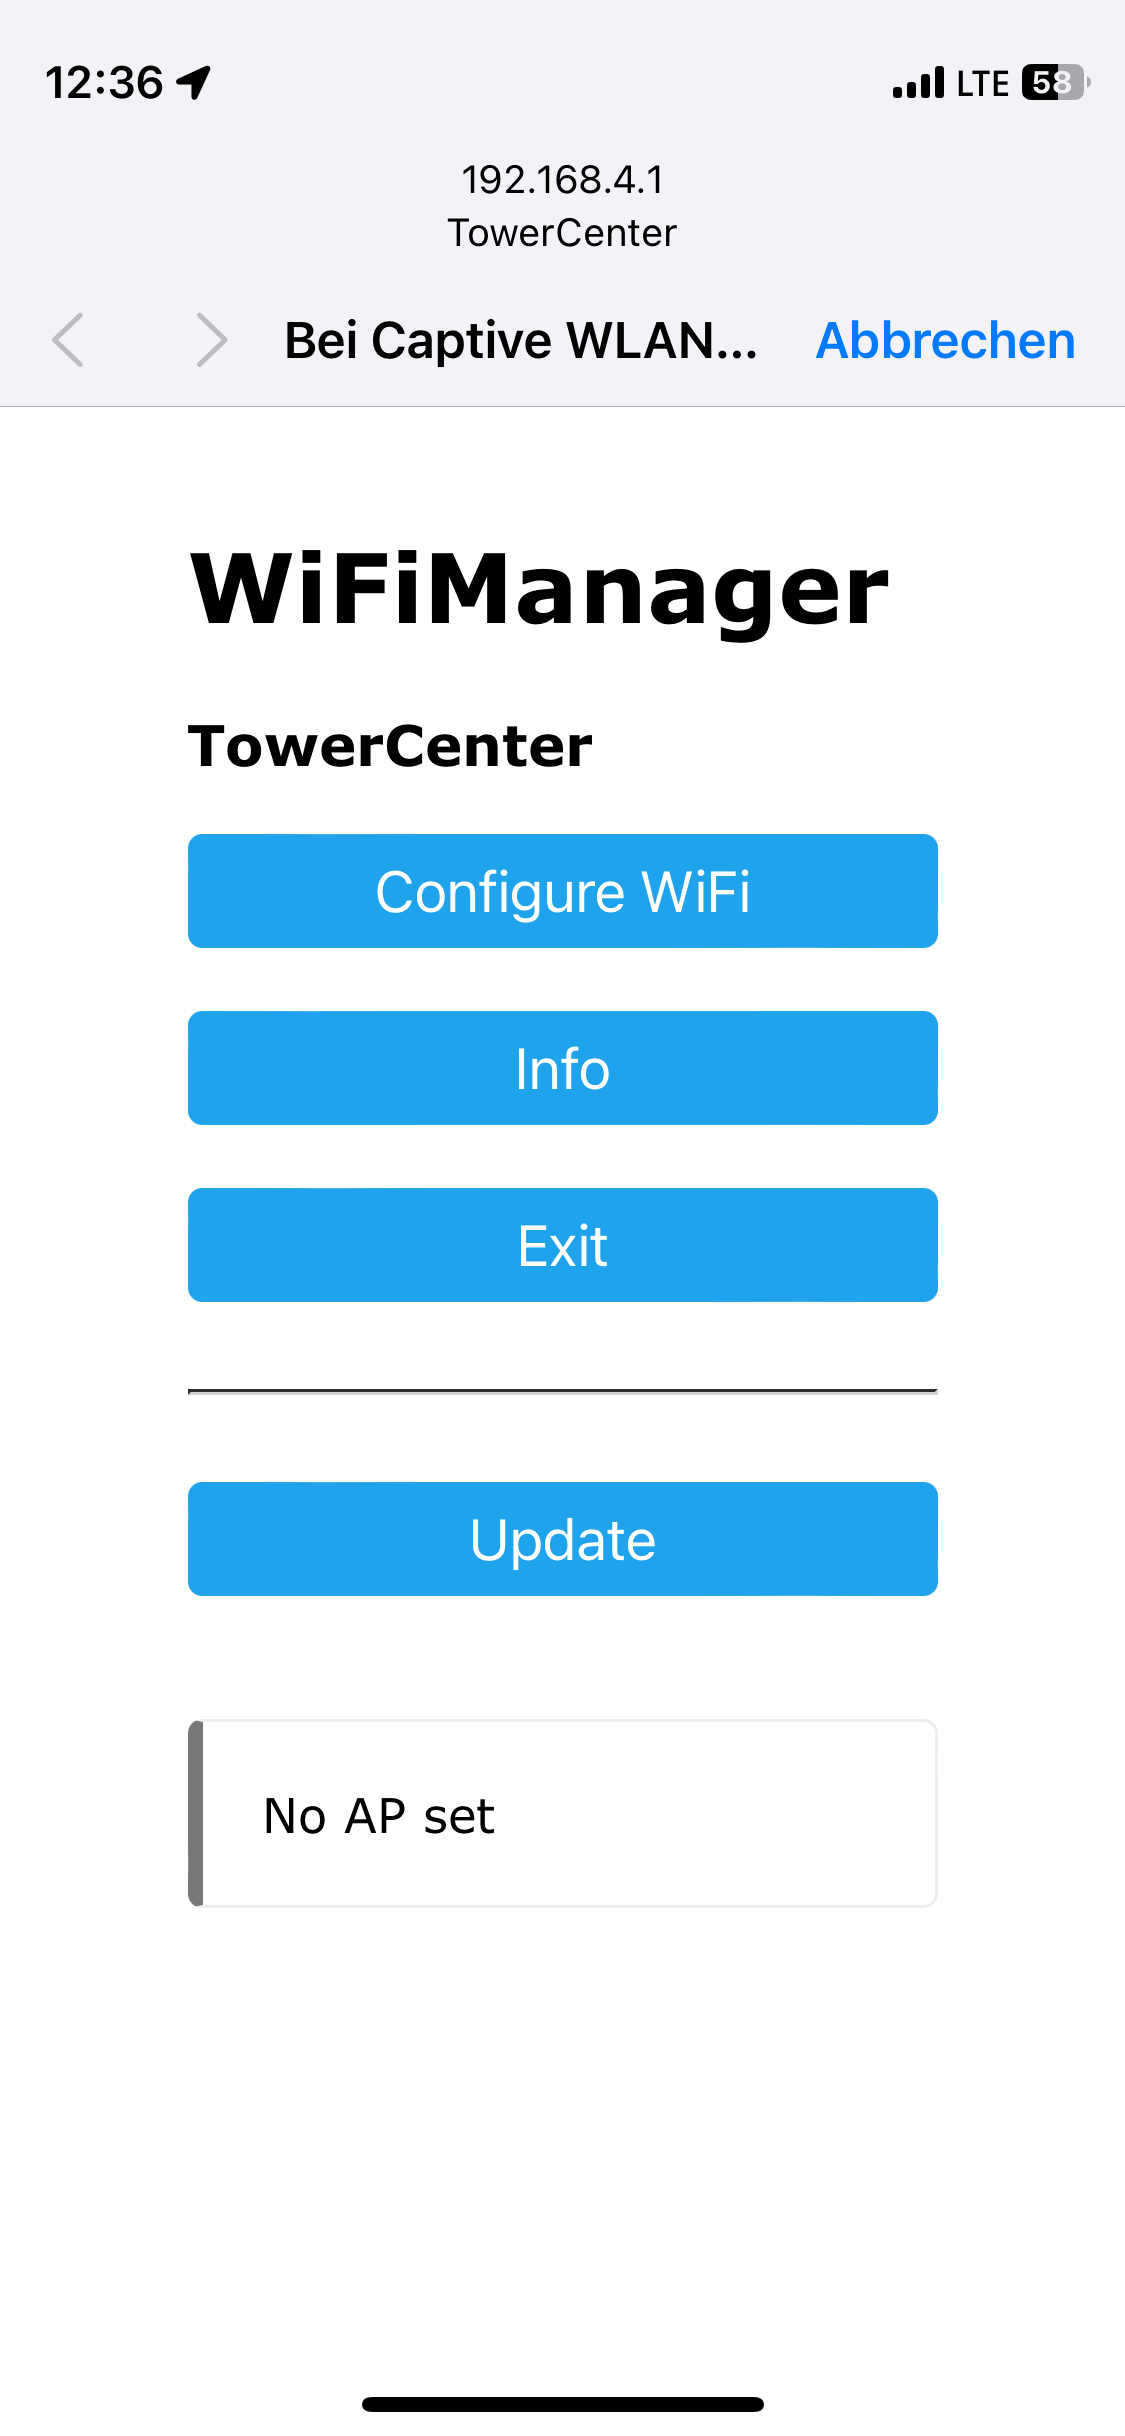 12:36
LTE 58
192.168.4.1
TowerCenter
Bei Captive WLAN... Abbrechen
WiFiManager
TowerCenter
Configure WiFi
Info
Exit
Update
No AP set